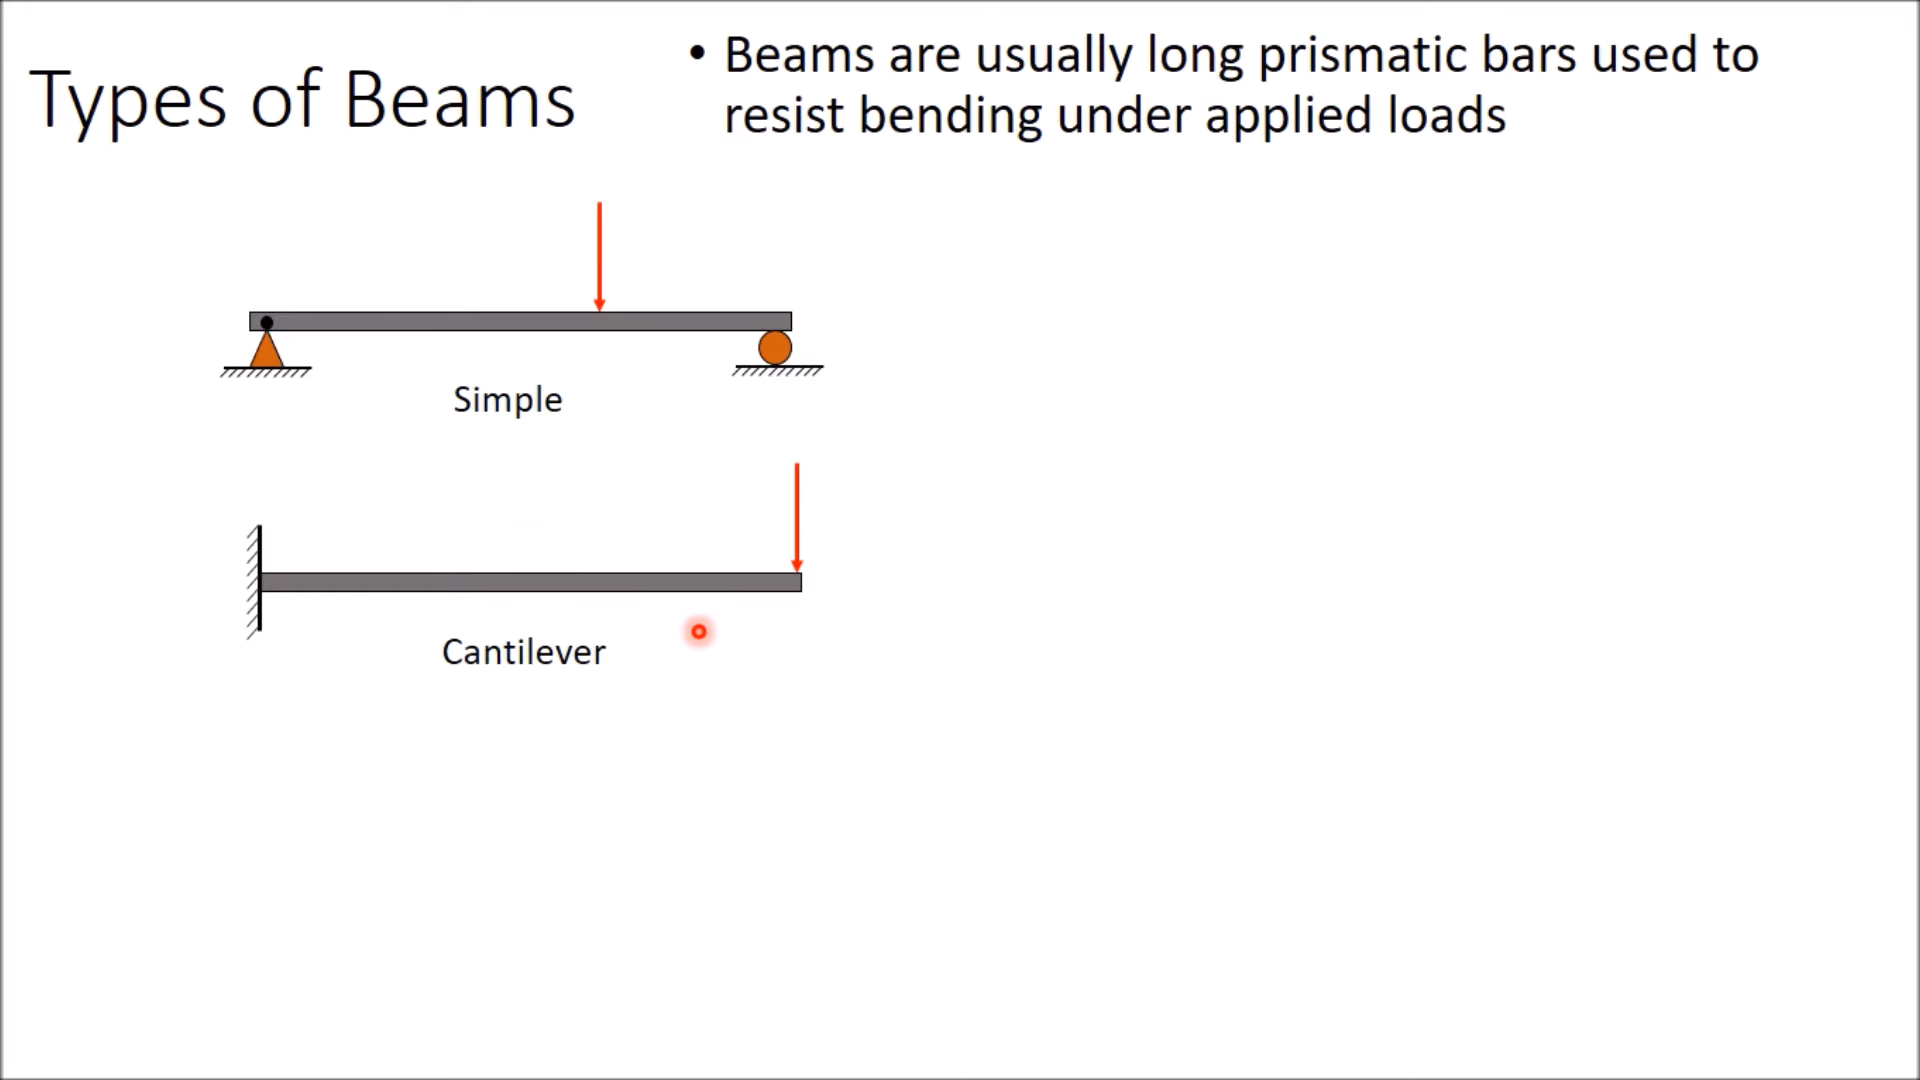 Types of Beams
• Beams are usually long prismatic bars used to
resist bending under applied loads
Simple
Cantilever